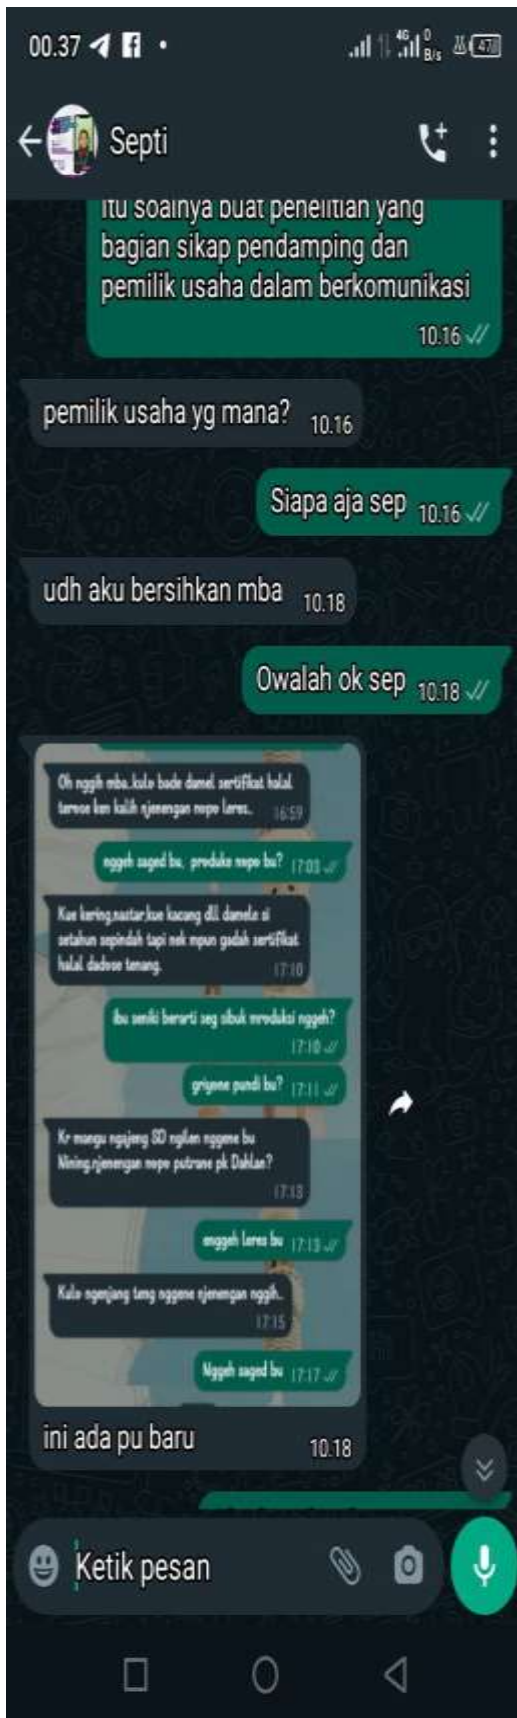 00.37
4G
0
B/s
47
Septi
itu soalnya buat penelitian yang
bagian sikap pendamping dan
pemilik usaha dalam berkomunikasi
10.16
pemilik usaha yg mana? 10.16
Siapa aja sep 10.16
udh aku bersihkan mba 10.18
Owalah ok sep 10.18
Oh nggih mba..kulo bade damel sertifikat halal
kalih njenengan nopo leres.. 16:59
nggeh saged bu, produke nopo bu? 17:03
Kue kering,nastar,kue kacang dll damele si
setahun sepindah tapi nek mpun gadah sertifikat
halal dadose tenang. 17:10
ibu seniki berarti seg sibuk mroduksi nggeh?
17:10
griyone pundi bu? 17:11
Kr mangu ngajeng SD ngilen nggene bu
Nining,njenengan nopo putrane pk Dahlan?
17:13
enggeh leres bu 17:13
Kulo ngenjang teng nggene njenengan nggih..
17:15
Nggeh saged bu 17:17
ini ada pu baru 10.18
Ketik pesan